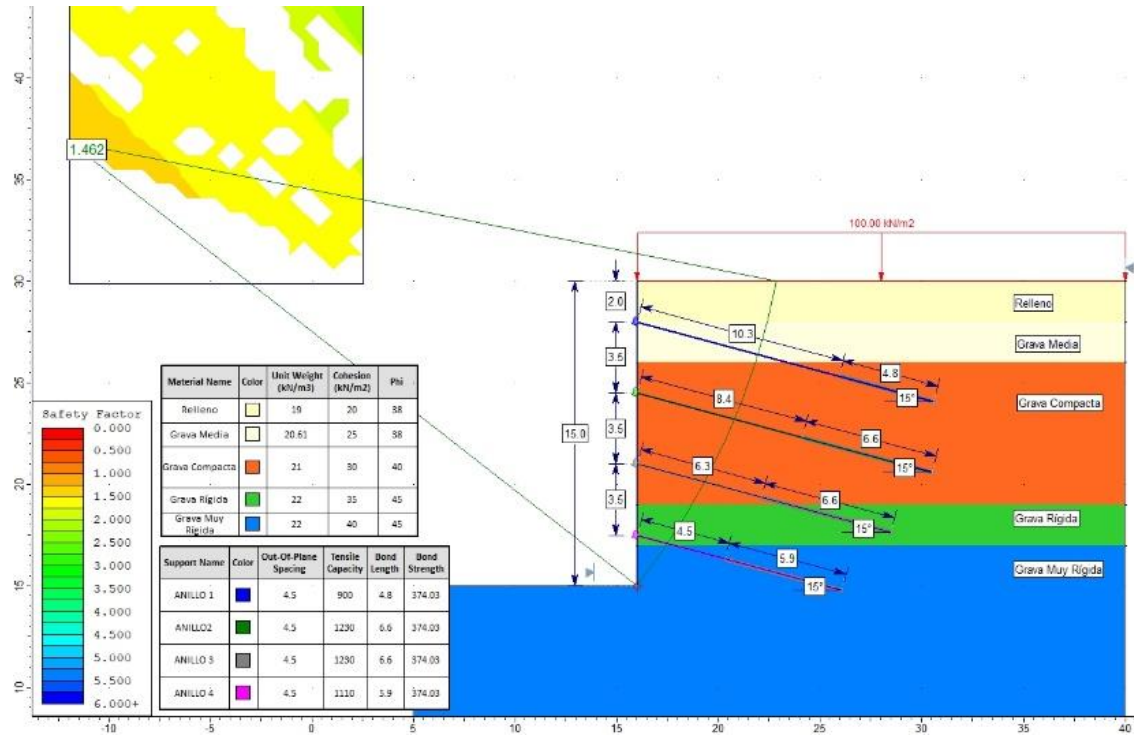 40
35
30
25
20
15
10
1.462
100.00 kN/m2
2.0
3.5
3.5
3.5
15.0
10.3
4.8
15°
8.4
6.6
15°
6.3
6.6
15°
4.5
5.9
15°
Relleno
Grava Media
Grava Compacta
Grava Rígida
Grava Muy Rígida
Material Name Color Unit Weight (kN/m3) Cohesion (kN/m2) Phi
Relleno 19 20 38
Grava Media 20.61 25 38
Grava Compacta 21 30 40
Grava Rígida 22 35 45
Grava Muy Rígida 22 40 45
Support Name Color Out-Of-Plane Spacing Tensile Capacity Bond Length Bond Strength
ANILLO 1 4.5 900 4.8 374.03
ANILLO2 4.5 1230 6.6 374.03
ANILLO 3 4.5 1230 6.6 374.03
ANILLO 4 4.5 1110 5.9 374.03
Safety Factor
0.000
0.500
1.000
1.500
2.000
2.500
3.000
3.500
4.000
4.500
5.000
5.500
6.000+
-10 -5 0 5 10 15 20 25 30 35 40